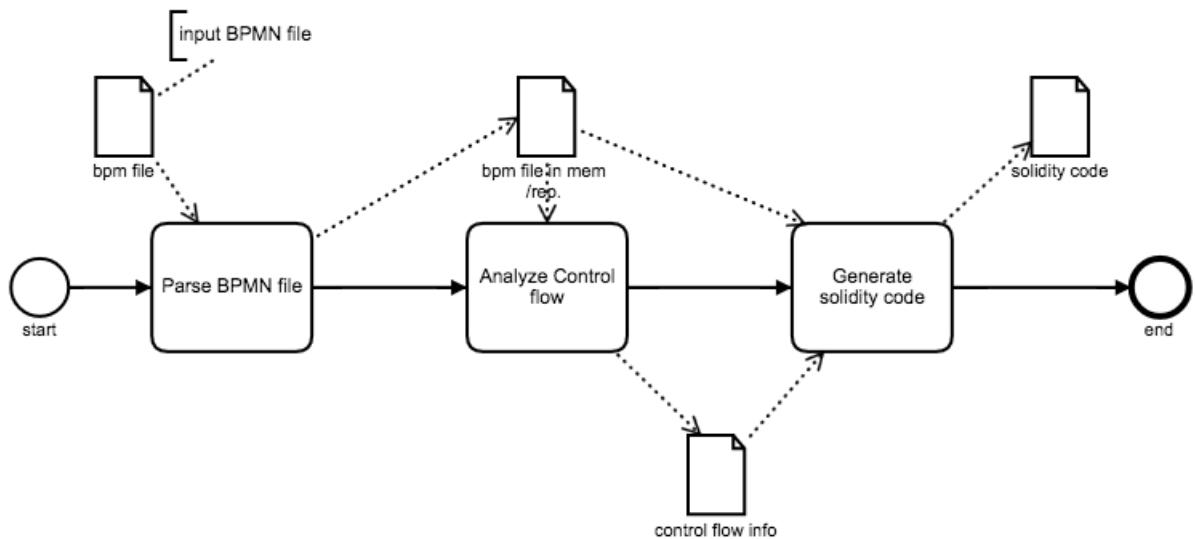 input BPMN file
bpm file
bpm file in mem
/rep.
solidity code
Parse BPMN file
Analyze Control
flow
Generate
solidity code
start
end
control flow info